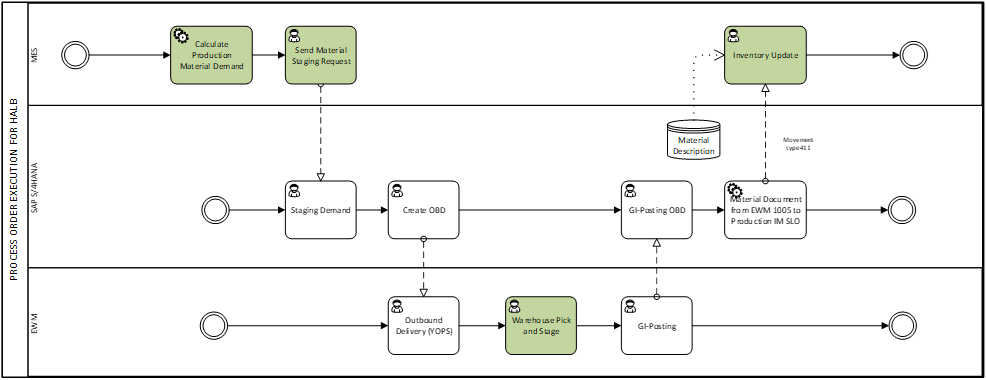 PROCESS ORDER EXECUTION FOR HALB
MES
Calculate
Production
Material Demand
Send Material
Staging Request
Inventory Update
Material
Description
Movement
type 411
SAP S/4HANA
Staging Demand
Create OBD
GI-Posting OBD
Material Document
from EWM 1005 to
Production IM SLO
EWM
Outbound
Delivery (YOPS)
Warehouse Pick
and Stage
GI-Posting